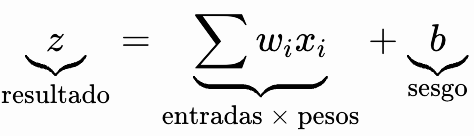 z = ∑ wᵢxᵢ + b
resultado
entradas × pesos
sesgo